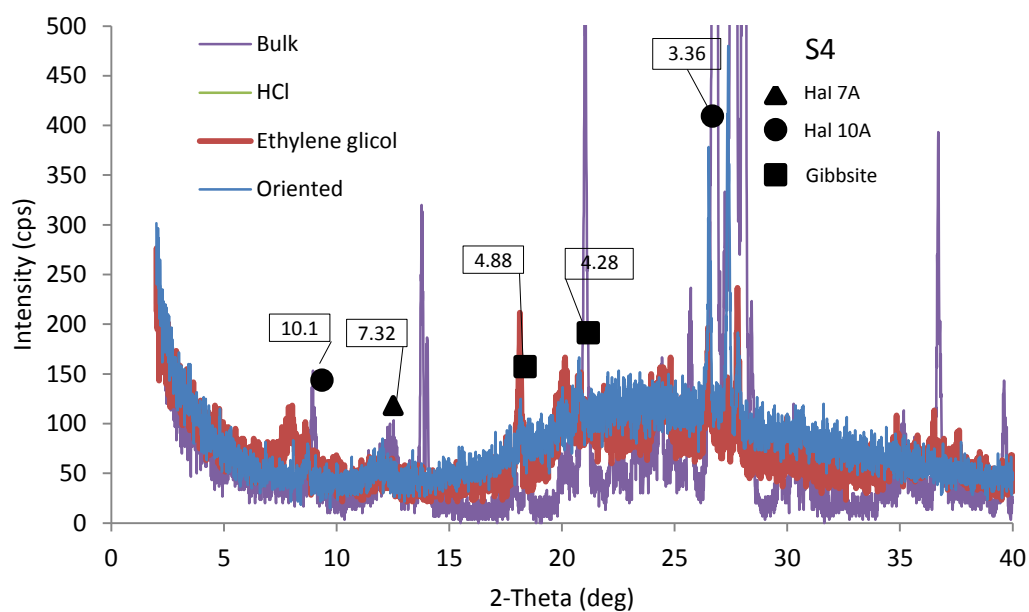 500
450
400
350
300
250
200
150
100
50
0
Intensity (cps)
Bulk
HCl
Ethylene glicol
Oriented
10.1
7.32
4.88
4.28
3.36
S4
Hal 7A
Hal 10A
Gibbsite
0 5 10 15 20 25 30 35 40
2-Theta (deg)